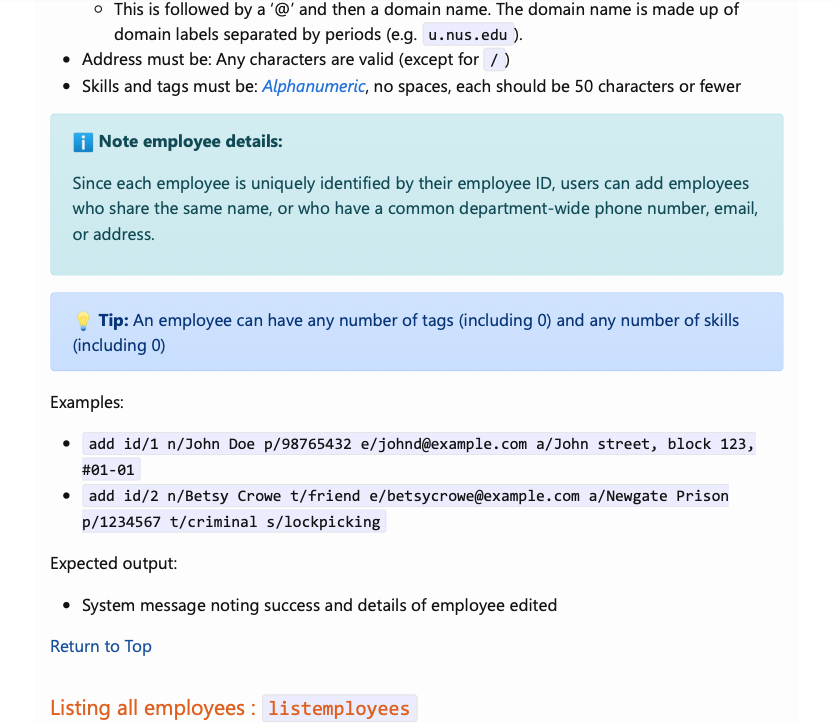 This is followed by a ‘@’ and then a domain name. The domain name is made up of
domain labels separated by periods (e.g. u.nus.edu ).
Address must be: Any characters are valid (except for / )
Skills and tags must be: Alphanumeric, no spaces, each should be 50 characters or fewer
Note employee details:
Since each employee is uniquely identified by their employee ID, users can add employees
who share the same name, or who have a common department-wide phone number, email,
or address.
Tip: An employee can have any number of tags (including 0) and any number of skills
(including 0)
Examples:
add id/1 n/John Doe p/98765432 e/johnd@example.com a/John street, block 123,
#01-01
add id/2 n/Betsy Crowe t/friend e/betsycrowe@example.com a/Newgate Prison
p/1234567 t/criminal s/lockpicking
Expected output:
System message noting success and details of employee edited
Return to Top
Listing all employees : listemployees